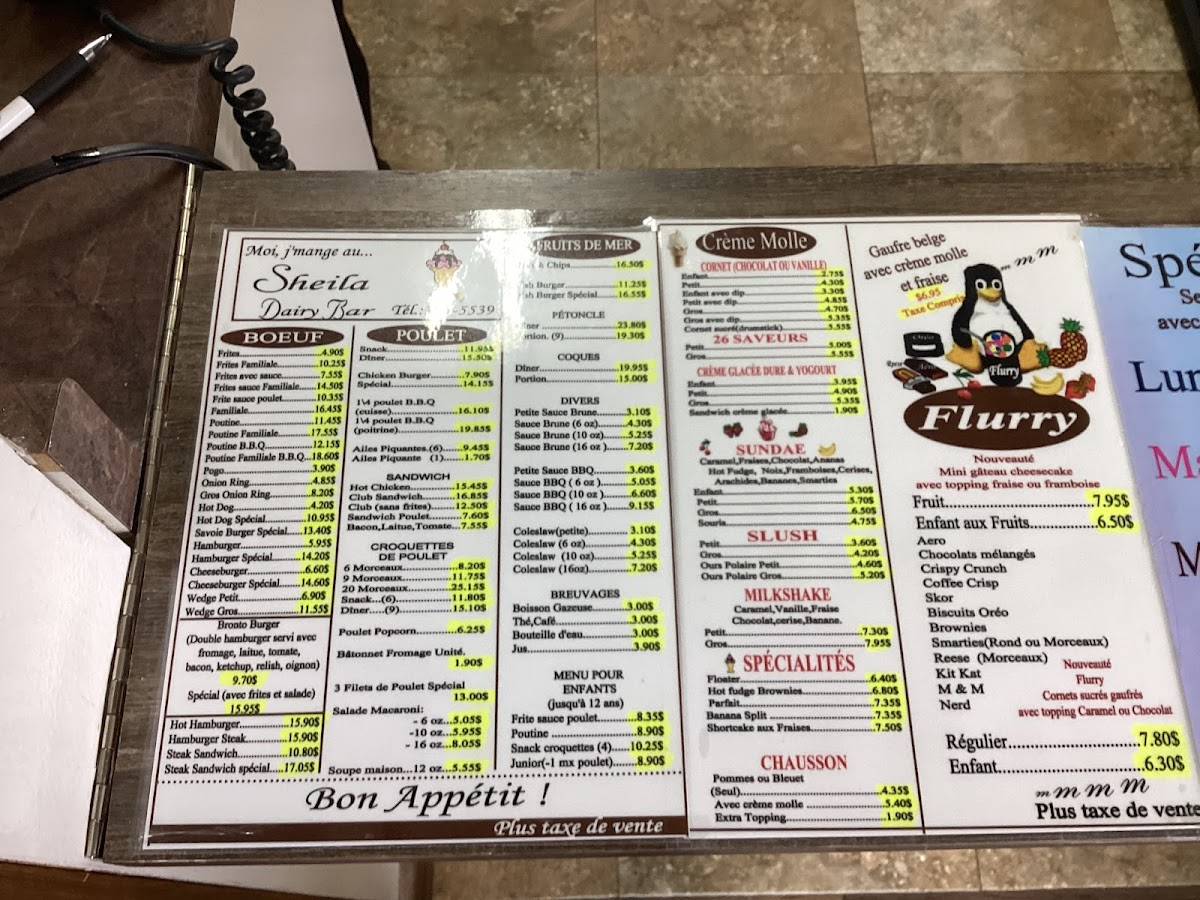 Moi, j'mange au...
Sheila
Dairy Bar
Tél.:
-5539
BOEUF
Frites.................4.90$
Frites Familiale.............10.25$
Frites avec sauce...........7.55$
Frites sauce Familiale....14.50$
Frite sauce poulet.........10.35$
Familiale...................16.45$
Poutine.....................11.45$
Poutine Familiale..........17.55$
Poutine B.B.Q..............12.15$
Poutine Familiale B.B.Q...18.60$
Pogo........................3.90$
Onion Ring.................4.85$
Gros Onion Ring............8.20$
Hot Dog.....................4.20$
Hot Dog Spécial............10.95$
Savoie Burger Spécial.....13.40$
Hamburger..................5.95$
Hamburger Spécial.........14.20$
Cheeseburger...............6.60$
Cheeseburger Spécial......14.60$
Wedge Petit................6.90$
Wedge Gros................11.55$
Bronto Burger
(Double hamburger servi avec
fromage, laitue, tomate,
bacon, ketchup, relish, oignon)
9.70$
Spécial (avec frites et salade)
15.95$
Hot Hamburger............15.90$
Hamburger Steak..........15.90$
Steak Sandwich............10.80$
Steak Sandwich spécial....17.05$
POULET
Snack......................11.95$
Dîner......................15.50$
Chicken Burger............7.90$
Spécial....................14.15$
1\4 poulet B.B.Q
(cuisse)...................16.10$
1\4 poulet B.B.Q
(poitrine).................19.85$
Ailes Piquantes.(6)......9.45$
Ailes Piquante (1).......1.70$
SANDWICH
Hot Chicken...............15.45$
Club Sandwich.............16.85$
Club (sans frites)........12.50$
Sandwich Poulet...........7.60$
Bacon,Laitue,Tomate...7.55$
CROQUETTES
DE POULET
6 Morceaux................8.20$
9 Morceaux...............11.75$
20 Morceaux..............25.15$
Snack...(6)...............11.80$
Dîner....(9)..............15.10$
Poulet Popcorn...........6.25$
Bâtonnet Fromage Unité.
1.90$
3 Filets de Poulet Spécial
13.00$
Salade Macaroni:
- 6 oz...5.05$
-10 oz...5.95$
- 16 oz...8.05$
Soupe maison...12 oz...5.55$
FRUITS DE MER
& Chips...................16.50$
Burger....................11.25$
Burger Spécial............16.55$
PÉTONCLE
23.80$
(9).......................19.30$
COQUES
Dîner.....................19.95$
Portion...................15.00$
DIVERS
Petite Sauce Brune........3.10$
Sauce Brune (6 oz)........4.30$
Sauce Brune (10 oz).......5.25$
Sauce Brune (16 oz )......7.20$
Petite Sauce BBQ..........3.60$
Sauce BBQ ( 6 oz )........5.05$
Sauce BBQ (10 oz )........6.60$
Sauce BBQ ( 16 oz )......9.15$
Coleslaw(petite)..........3.10$
Coleslaw (6 oz)...........4.30$
Coleslaw (10 oz)..........5.25$
Coleslaw (16oz)...........7.20$
BREUVAGES
Boisson Gazeuse...........3.00$
Thé,Café..................3.00$
Bouteille d'eau...........3.00$
Jus.......................3.90$
MENU POUR
ENFANTS
(jusqu'à 12 ans)
Frite sauce poulet........8.35$
Poutine ..................8.90$
Snack croquettes (4).....10.25$
Junior(-1 mx poulet)......8.90$
Bon Appétit !
Plus taxe de vente
Crème Molle
CORNET (CHOCOLAT OU VANILLE)
Enfant....................2.75$
Petit.....................4.30$
Enfant avec dip...........3.30$
Petit avec dip............4.85$
Gros......................4.70$
Gros avec dip.............5.35$
Cornet sucré(drumstick)...5.55$
26 SAVEURS
Petit.....................5.00$
Gros......................5.55$
CRÈME GLACÉE DURE & YOGOURT
Enfant....................3.95$
Petit.....................4.90$
Gros......................5.35$
Sandwich crème glacée.....1.90$
SUNDAE
Caramel,Fraises,Chocolat,Ananas
Hot Fudge, Noix,Framboises,Cerises,
Arachides,Bananes,Smarties
Enfant....................3.30$
Petit.....................5.70$
Gros......................6.50$
Souris....................4.75$
SLUSH
Petit.....................3.60$
Gros......................4.20$
Ours Polaire Petit........4.60$
Ours Polaire Gros.........5.20$
MILKSHAKE
Caramel,Vanille,Fraise
Chocolat,cerise,Banane.
Petit.....................7.30$
Gros......................7.95$
SPÉCIALITÉS
Floater...................6.40$
Hot fudge Brownies........6.80$
Parfait...................7.35$
Banana Split .............7.35$
Shortcake aux Fraises.....7.50$
CHAUSSON
Pommes ou Bleuet
(Seul)....................4.35$
Avec crème molle .........5.40$
Extra Topping.............1.90$
Gaufre belge
avec crème molle
et fraise
$6.95
Taxe Compris
mmm
Flurry
Flurry
Nouveauté
Mini gâteau cheesecake
avec topping fraise ou framboise
Fruit.....................7.95$
Enfant aux Fruits.........6.50$
Aero
Chocolats mélangés
Crispy Crunch
Coffee Crisp
Skor
Biscuits Oréo
Brownies
Smarties(Rond ou Morceaux)
Reese (Morceaux)
Kit Kat
M & M
Nerd
Nouveauté
Flurry
Cornets sucrés gaufrés
avec topping Caramel ou Chocolat
Régulier..................7.80$
Enfant....................6.30$
mmmm
Plus taxe de vente
Spé
Se
avec
Lun
Ma
M